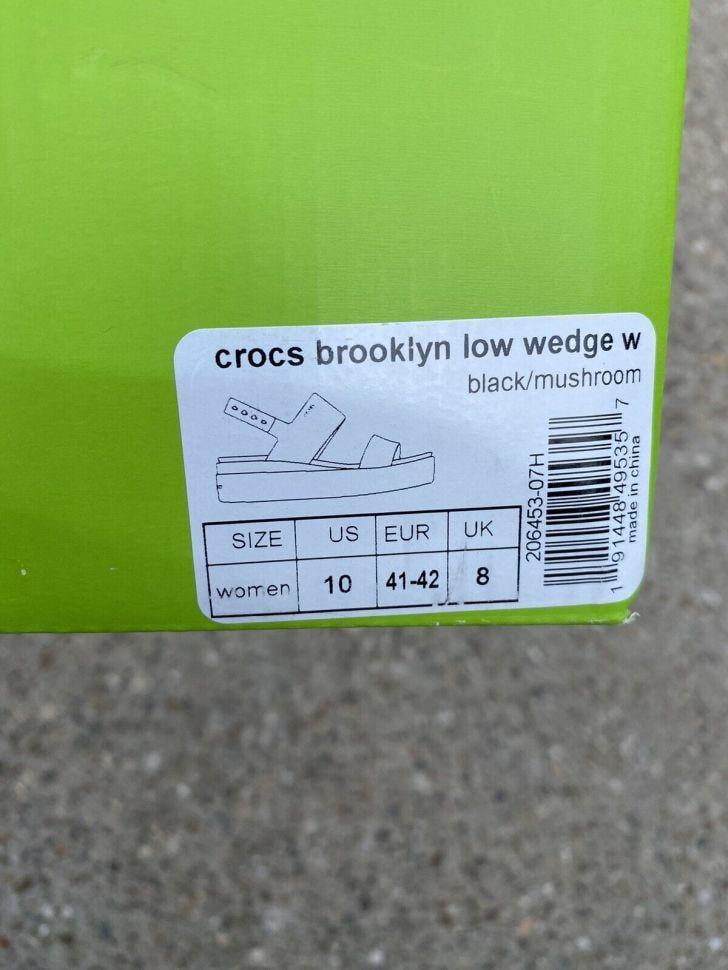 crocs brooklyn low wedge w
black/mushroom
SIZE US EUR UK
women 10 41-42 8
206453-07H
1 91448 49535 7
made in china